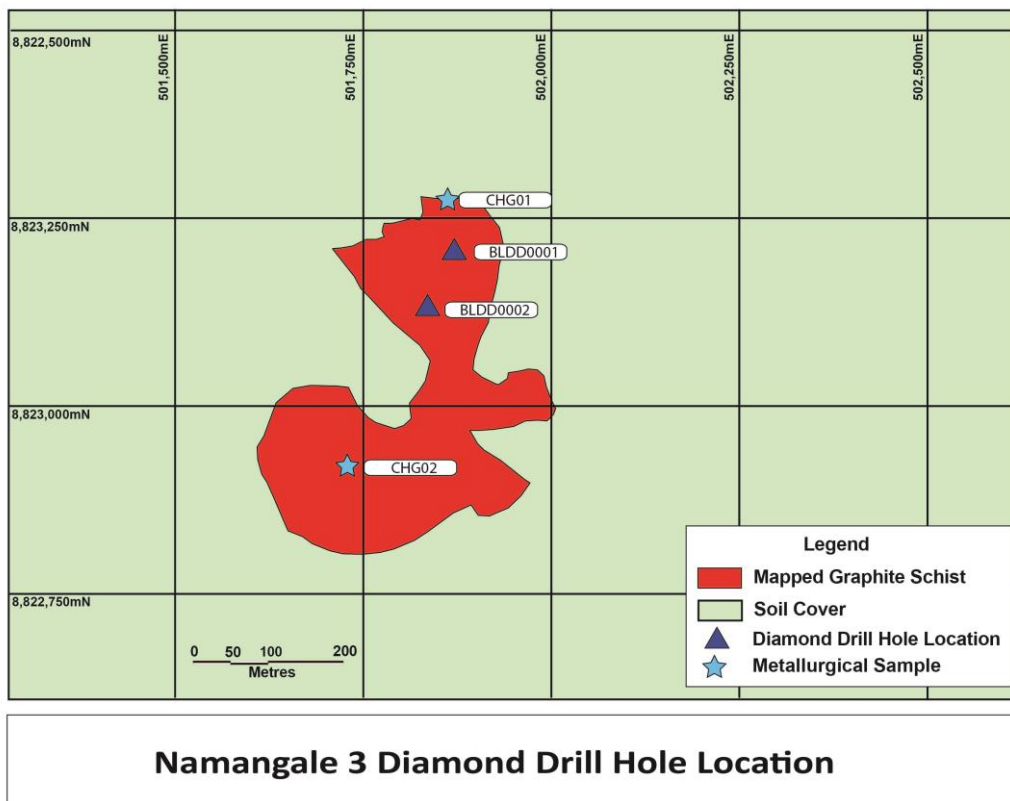 8,822,500mN
501,500mE
501,750mE
502,000mE
502,250mE
502,500mE
CHG01
8,823,250mN
BLDD0001
BLDD0002
8,823,000mN
CHG02
8,822,750mN
Legend
Mapped Graphite Schist
Soil Cover
Diamond Drill Hole Location
Metallurgical Sample
0 50 100 200
Metres
Namangale 3 Diamond Drill Hole Location